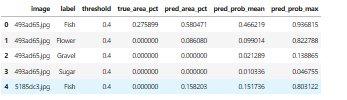 image label threshold true_area_pct pred_area_pct pred_prob_mean pred_prob_max
0 493ad65.jpg Fish 0.4 0.275899 0.580471 0.466219 0.936815
1 493ad65.jpg Flower 0.4 0.000000 0.086080 0.099014 0.822788
2 493ad65.jpg Gravel 0.4 0.000000 0.000000 0.021289 0.138865
3 493ad65.jpg Sugar 0.4 0.000000 0.000000 0.010336 0.046755
4 5185dc3.jpg Fish 0.4 0.000000 0.158203 0.151736 0.803122